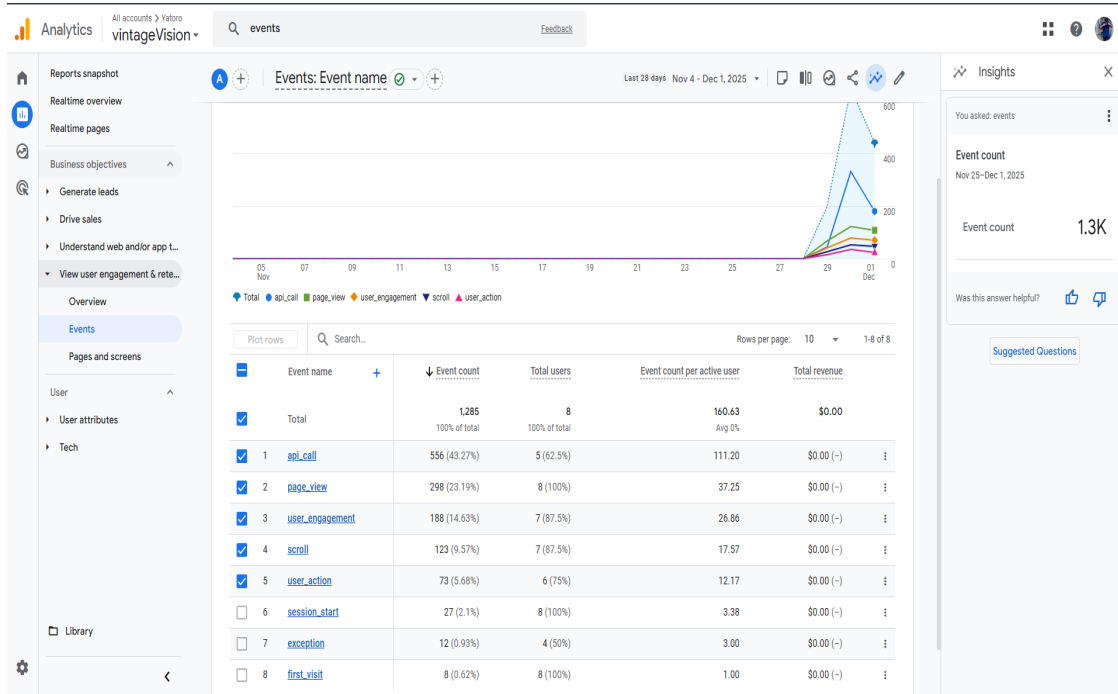 Analytics
All accounts > Yatoro
vintageVision
events
Feedback
Reports snapshot
Realtime overview
Realtime pages
Business objectives
Generate leads
Drive sales
Understand web and/or app t...
View user engagement & rete...
Overview
Events
Pages and screens
User
User attributes
Tech
Library
A
Events: Event name
Last 28 days Nov 4 - Dec 1, 2025
600
400
200
0
05 07 09 11 13 15 17 19 21 23 25 27 29 01
Nov Dec
Total api_call page_view user_engagement scroll user_action
Plot rows Search... Rows per page: 10 1-8 of 8
Event name + Event count Total users Event count per active user Total revenue
Total 1,285 8 160.63 $0.00
100% of total 100% of total Avg 0%
1 api_call 556 (43.27%) 5 (62.5%) 111.20 $0.00 (–)
2 page_view 298 (23.19%) 8 (100%) 37.25 $0.00 (–)
3 user_engagement 188 (14.63%) 7 (87.5%) 26.86 $0.00 (–)
4 scroll 123 (9.57%) 7 (87.5%) 17.57 $0.00 (–)
5 user_action 73 (5.68%) 6 (75%) 12.17 $0.00 (–)
6 session_start 27 (2.1%) 8 (100%) 3.38 $0.00 (–)
7 exception 12 (0.93%) 4 (50%) 3.00 $0.00 (–)
8 first_visit 8 (0.62%) 8 (100%) 1.00 $0.00 (–)
Insights
You asked: events
Event count
Nov 25–Dec 1, 2025
Event count 1.3K
Was this answer helpful?
Suggested Questions